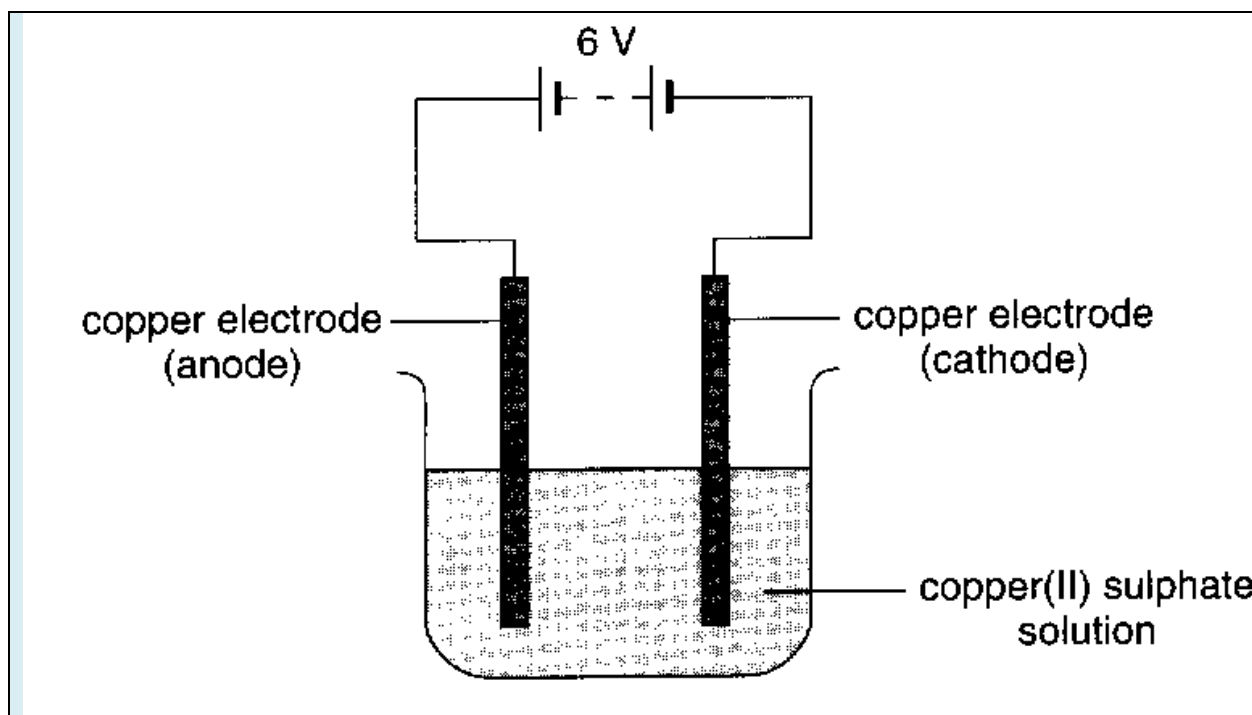 6 V
copper electrode
(anode)
copper electrode
(cathode)
copper(II) sulphate
solution